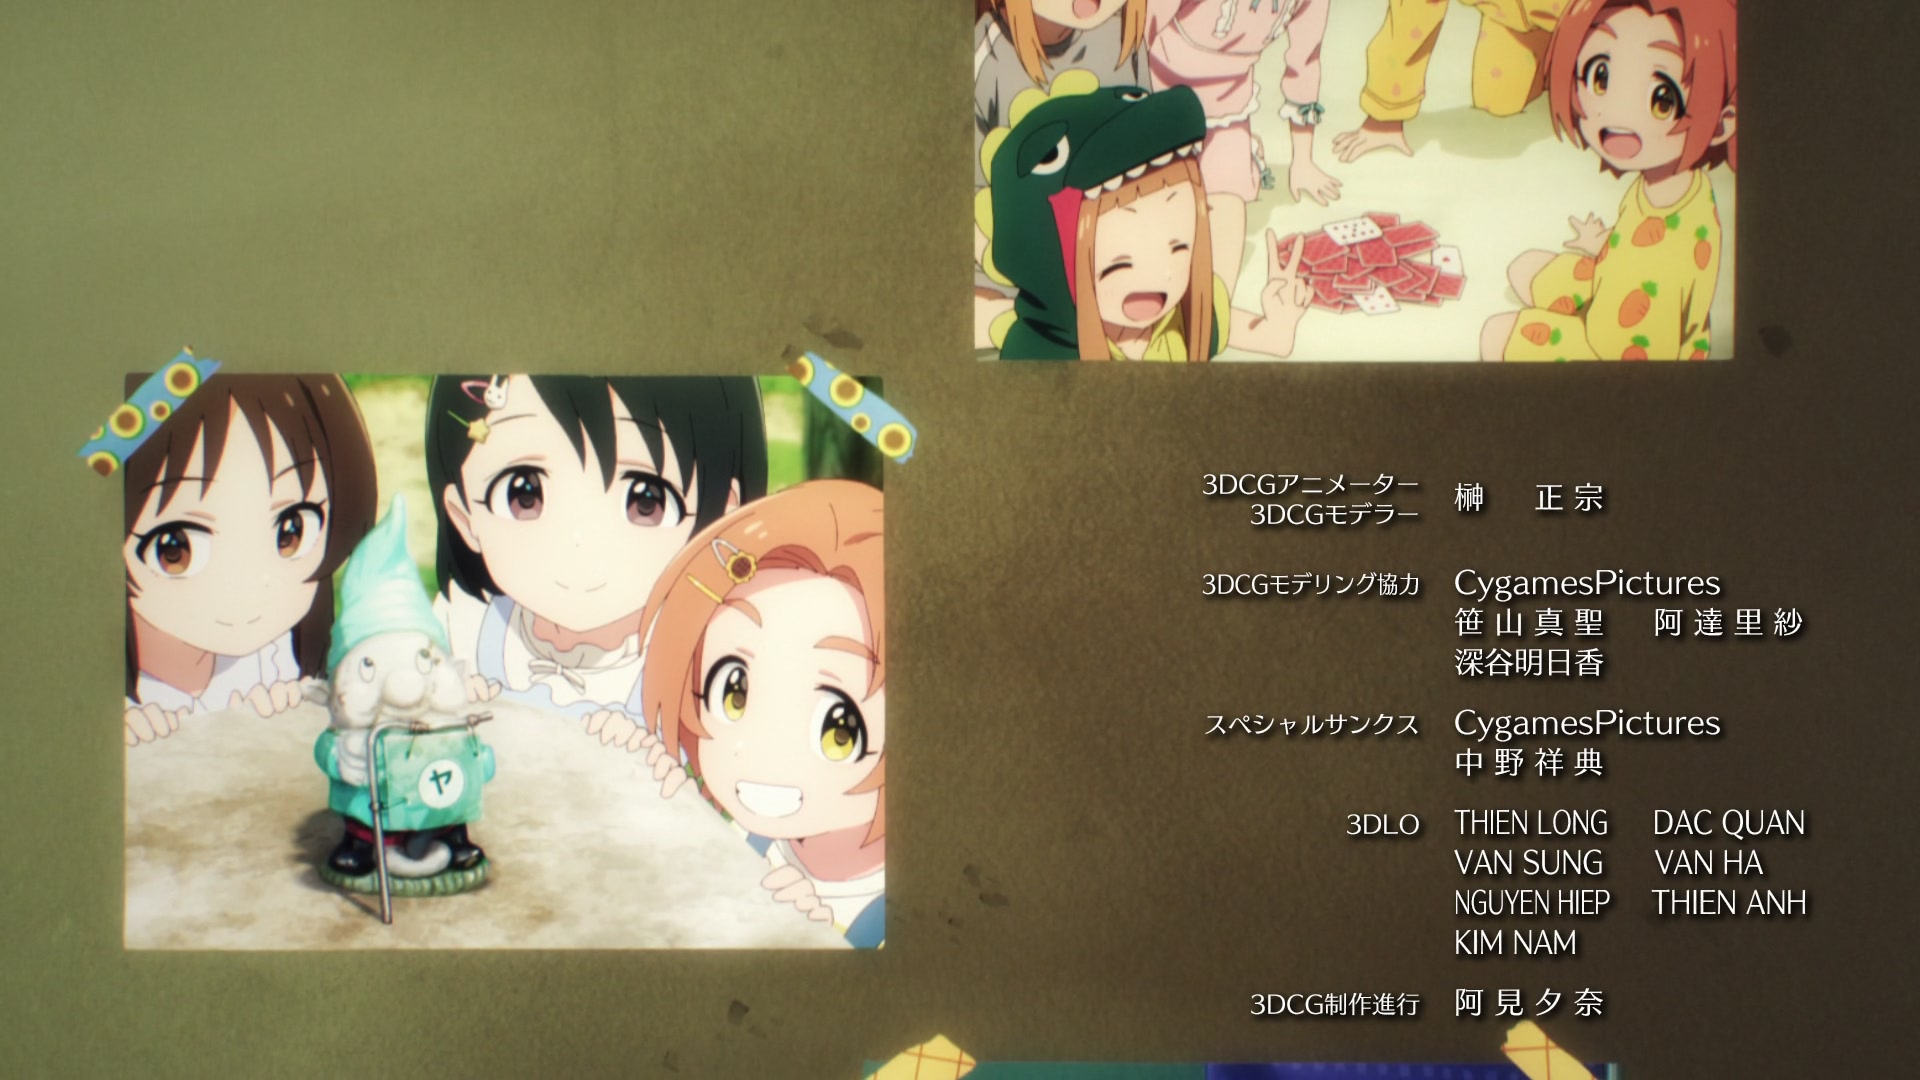 ヤ
3DCGアニメーター
3DCGモデラー
榊 正宗
3DCGモデリング協力 CygamesPictures
笹山真聖 阿達里紗
深谷明日香
スペシャルサンクス CygamesPictures
中野祥典
3DLO THIEN LONG DAC QUAN
VAN SUNG VAN HA
NGUYEN HIEP THIEN ANH
KIM NAM
3DCG制作進行 阿見夕奈